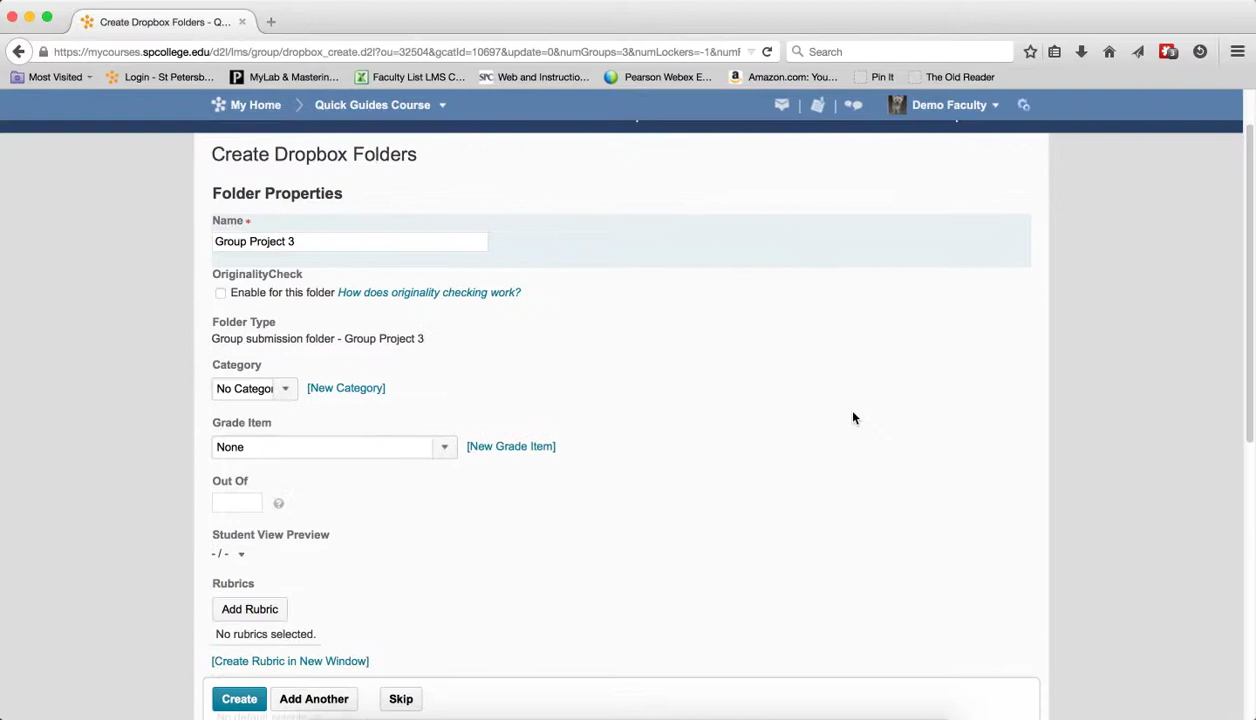 Create Dropbox Folders - Q...
https://mycourses.spcollege.edu/d2l/lms/group/dropbox_create.d2l?ou=32504&gcatId=10697&update=0&numGroups=3&numLockers=-1&numF
Search
Most Visited
Login - St Petersb...
MyLab & Mastering...
Faculty List LMS C...
SPC Web and Instructio...
Pearson Webex E...
Amazon.com: You...
Pin It
The Old Reader
My Home
Quick Guides Course
Demo Faculty
Create Dropbox Folders
Folder Properties
Name *
Group Project 3
OriginalityCheck
Enable for this folder How does originality checking work?
Folder Type
Group submission folder - Group Project 3
Category
No Categor [New Category]
Grade Item
None [New Grade Item]
Out Of
?
Student View Preview
- / -
Rubrics
Add Rubric
No rubrics selected.
[Create Rubric in New Window]
Create Add Another Skip